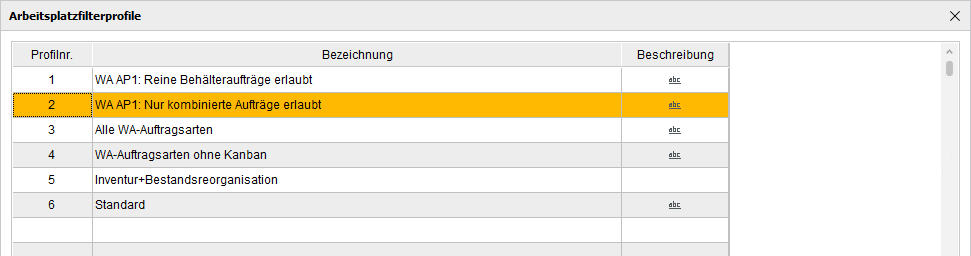 Arbeitsplatzfilterprofile
Profilnr. Bezeichnung Beschreibung
1 WA AP1: Reine Behälteraufträge erlaubt abc
2 WA AP1: Nur kombinierte Aufträge erlaubt abc
3 Alle WA-Auftragsarten abc
4 WA-Auftragsarten ohne Kanban abc
5 Inventur+Bestandsreorganisation
6 Standard abc